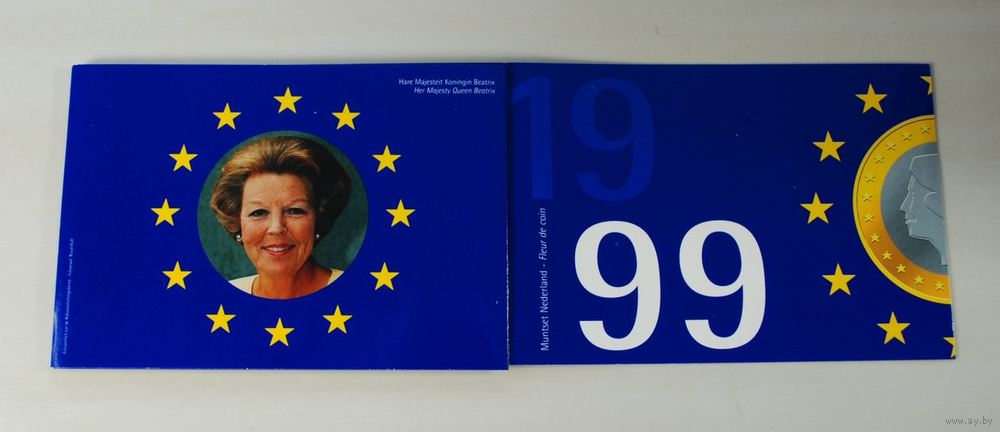 Hare Majesteit Koningin Beatrix
Her Majesty Queen Beatrix
19
99
Muntset Nederland - Fleur de coin
www.ay.by